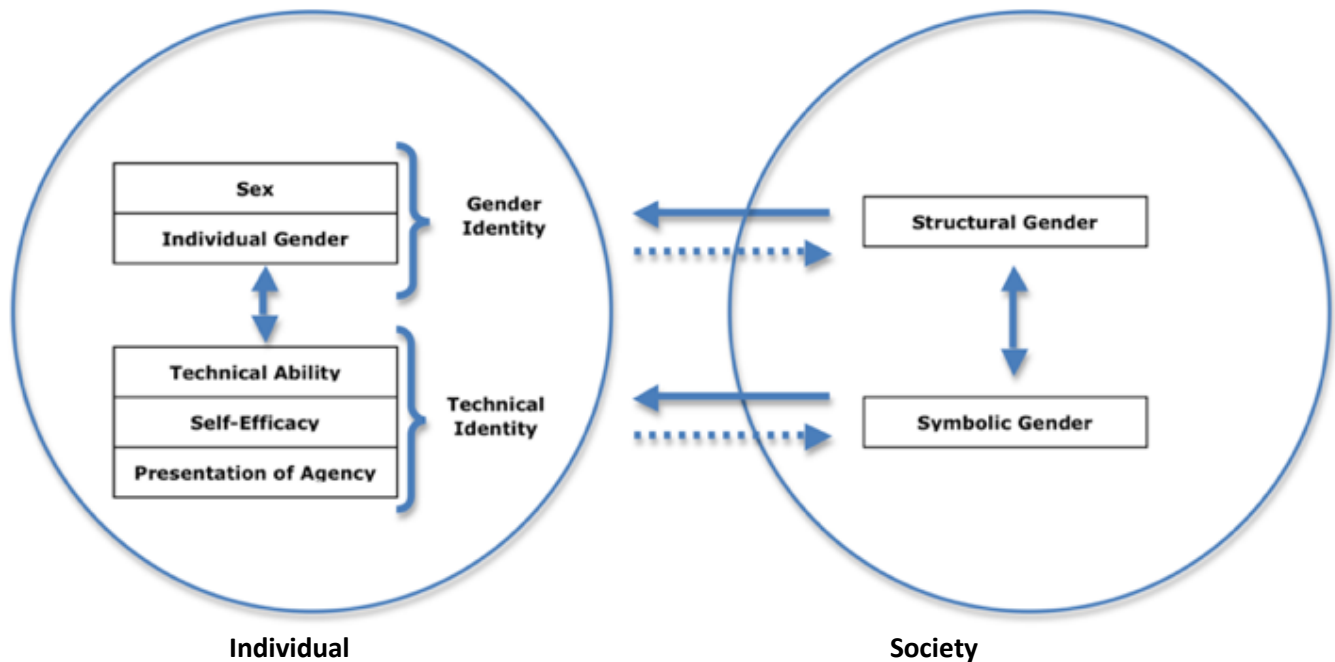 Sex
Individual Gender
Gender
Identity
Technical Ability
Self-Efficacy
Presentation of Agency
Technical
Identity
Structural Gender
Symbolic Gender
Individual
Society